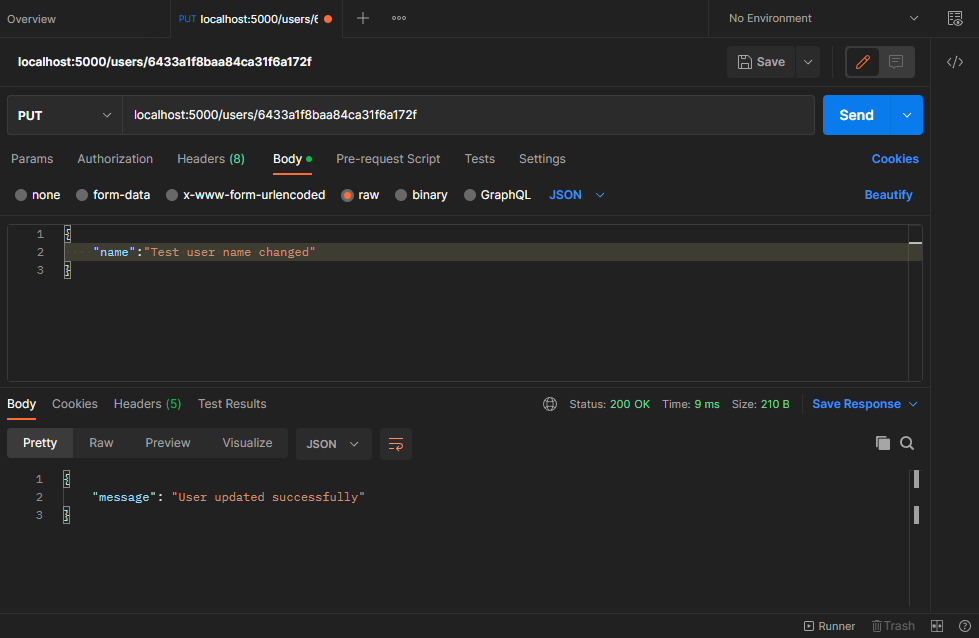 Overview PUT localhost:5000/users/6 No Environment
localhost:5000/users/6433a1f8baa84ca31f6a172f Save
PUT localhost:5000/users/6433a1f8baa84ca31f6a172f Send
Params Authorization Headers (8) Body Pre-request Script Tests Settings Cookies
none form-data x-www-form-urlencoded raw binary GraphQL JSON Beautify
1 {
2 "name":"Test user name changed"
3 }
Body Cookies Headers (5) Test Results Status: 200 OK Time: 9 ms Size: 210 B Save Response
Pretty Raw Preview Visualize JSON
1 {
2 "message": "User updated successfully"
3 }
Runner Trash